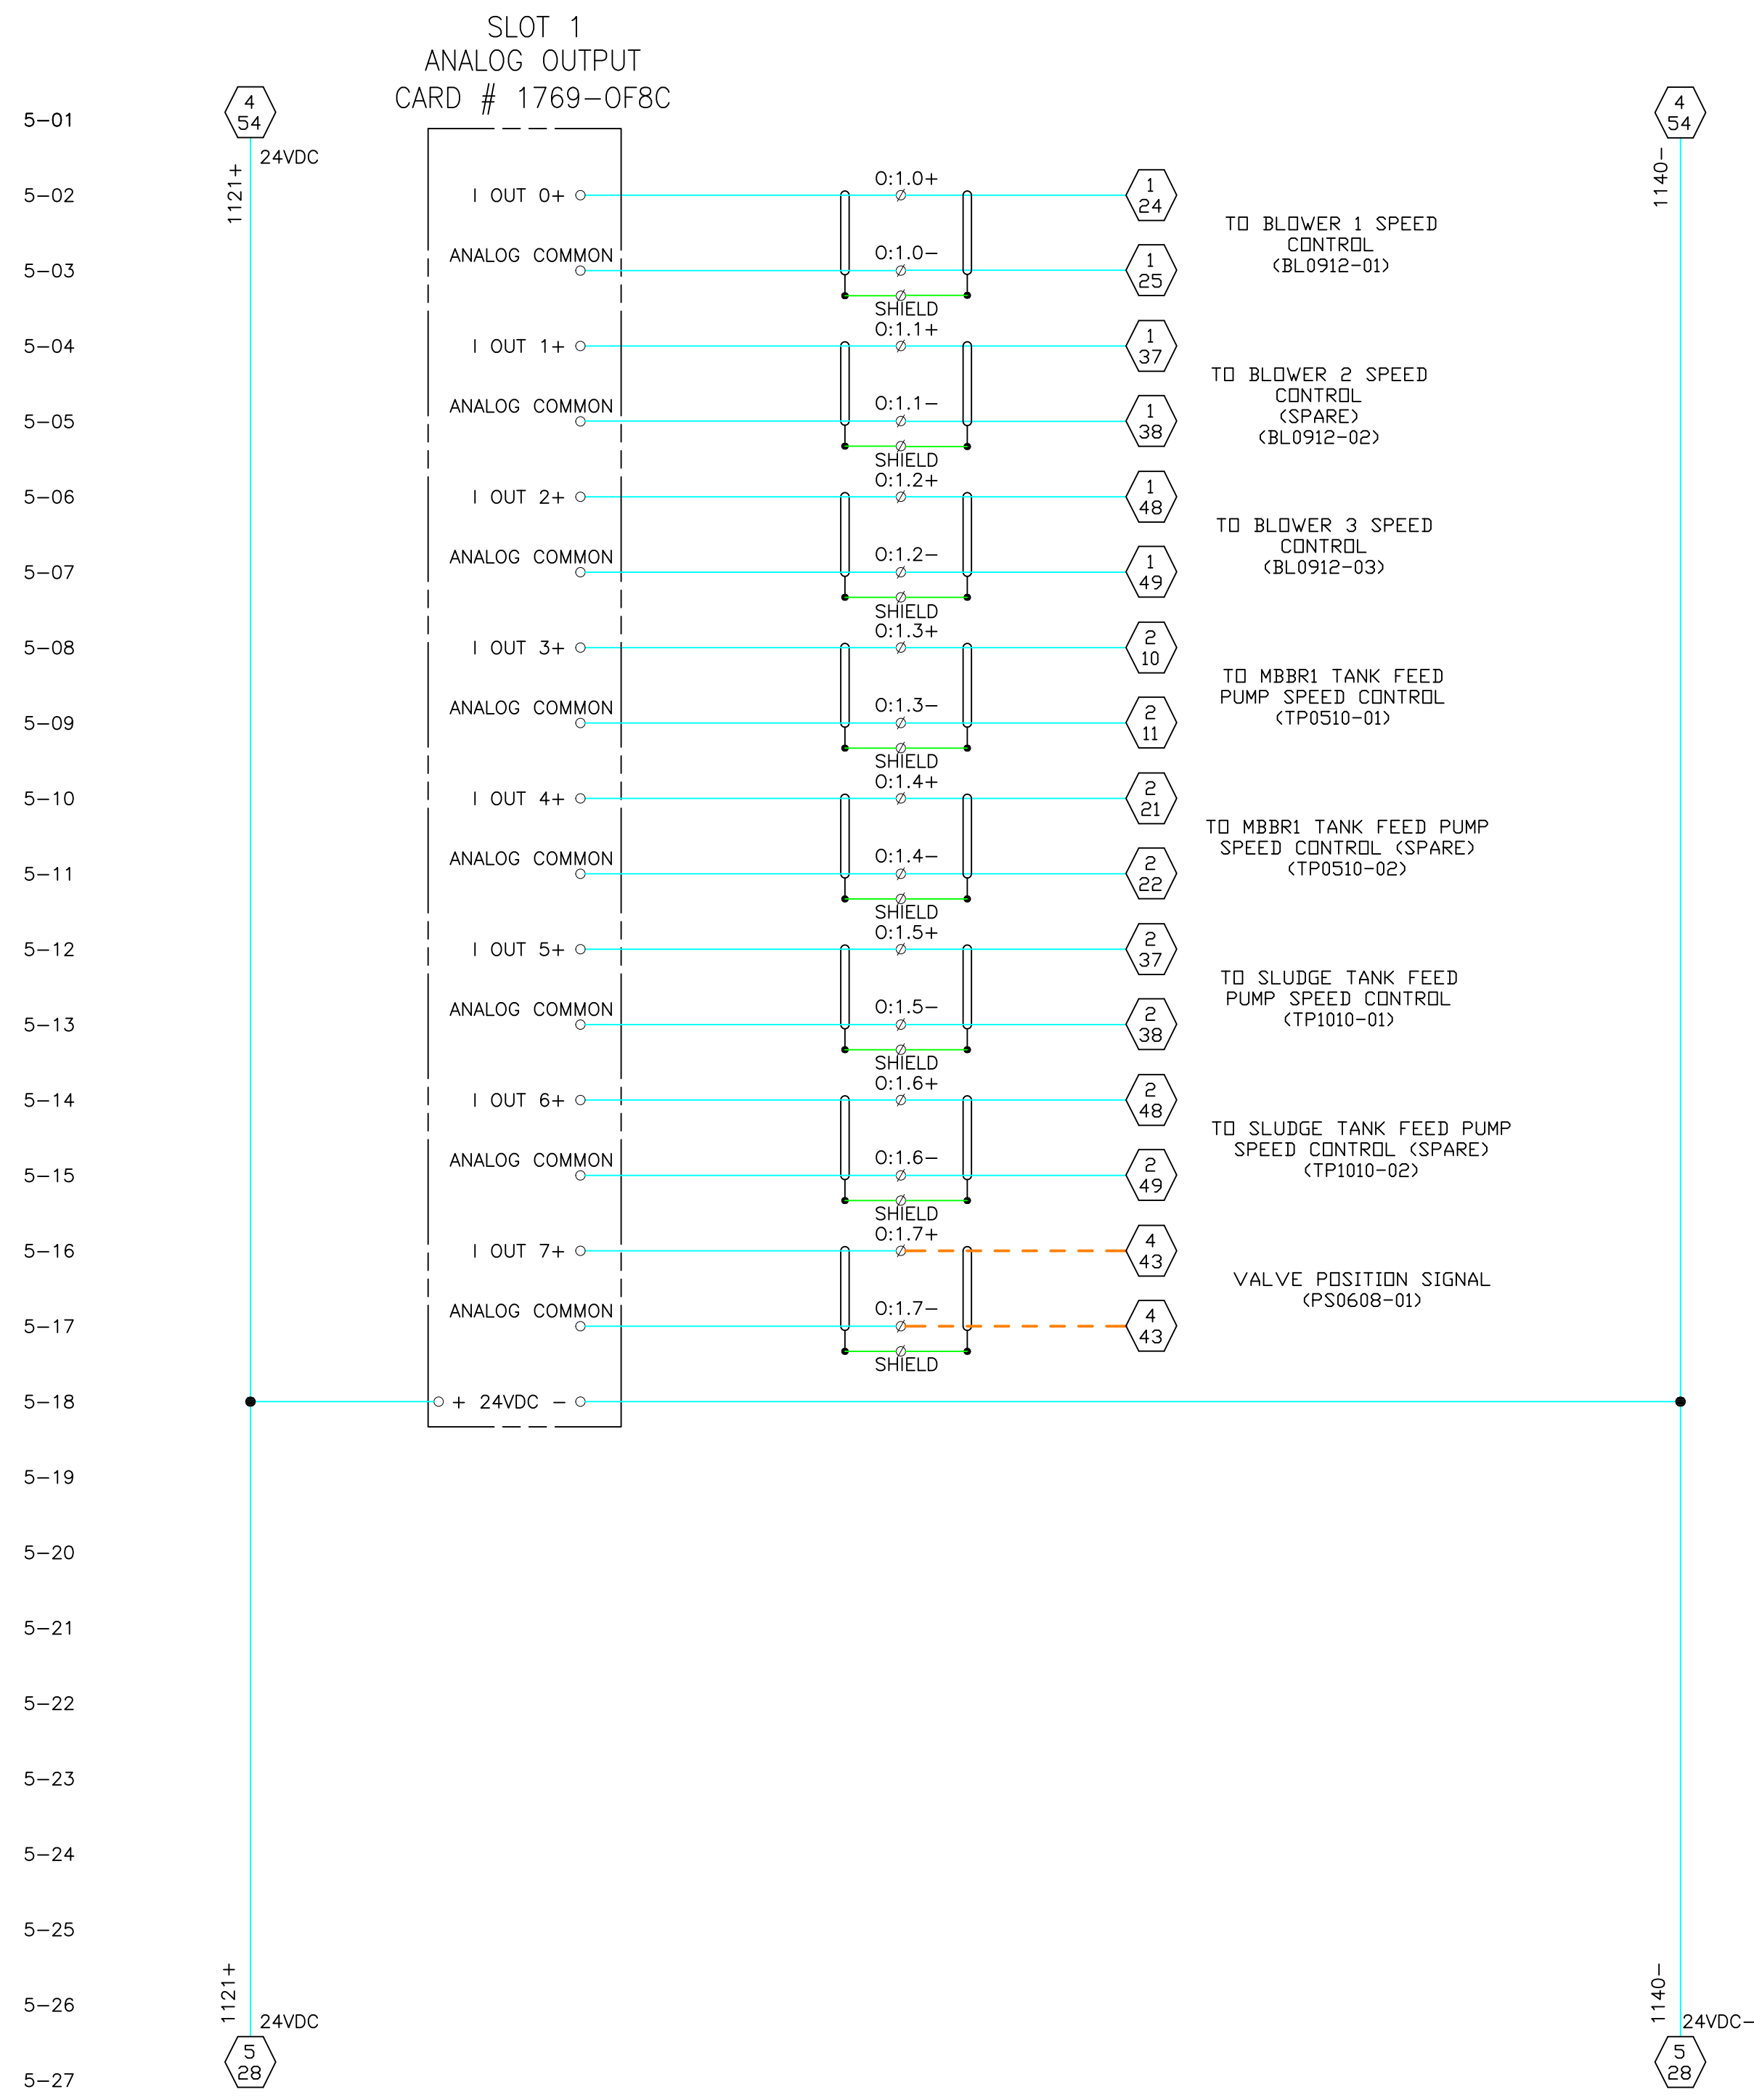 SLOT 1
ANALOG OUTPUT
CARD # 1769-OF8C
4
54
4
54
5-01
24VDC
1121+
1140-
5-02
I OUT 0+
O:1.0+
1
24
TO BLOWER 1 SPEED
CONTROL
(BL0912-01)
5-03
ANALOG COMMON
O:1.0-
1
25
SHIELD
5-04
I OUT 1+
O:1.1+
1
37
TO BLOWER 2 SPEED
CONTROL
(SPARE)
(BL0912-02)
5-05
ANALOG COMMON
O:1.1-
1
38
SHIELD
5-06
I OUT 2+
O:1.2+
1
48
TO BLOWER 3 SPEED
CONTROL
(BL0912-03)
5-07
ANALOG COMMON
O:1.2-
1
49
SHIELD
5-08
I OUT 3+
O:1.3+
2
10
TO MBBR1 TANK FEED
PUMP SPEED CONTROL
(TP0510-01)
5-09
ANALOG COMMON
O:1.3-
2
11
SHIELD
5-10
I OUT 4+
O:1.4+
2
21
TO MBBR1 TANK FEED PUMP
SPEED CONTROL (SPARE)
(TP0510-02)
5-11
ANALOG COMMON
O:1.4-
2
22
SHIELD
5-12
I OUT 5+
O:1.5+
2
37
TO SLUDGE TANK FEED
PUMP SPEED CONTROL
(TP1010-01)
5-13
ANALOG COMMON
O:1.5-
2
38
SHIELD
5-14
I OUT 6+
O:1.6+
2
48
TO SLUDGE TANK FEED PUMP
SPEED CONTROL (SPARE)
(TP1010-02)
5-15
ANALOG COMMON
O:1.6-
2
49
SHIELD
5-16
I OUT 7+
O:1.7+
4
43
VALVE POSITION SIGNAL
(PS0608-01)
5-17
ANALOG COMMON
O:1.7-
4
43
SHIELD
5-18
+ 24VDC -
5-19
5-20
5-21
5-22
5-23
5-24
5-25
1121+
1140-
5-26
24VDC
24VDC-
5
28
5
28
5-27